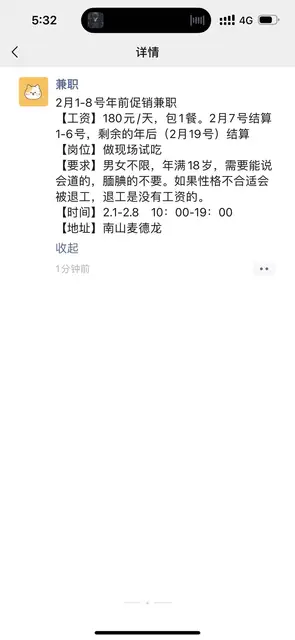 5:32
4G
详情
兼职
2月1-8号年前促销兼职
【工资】180元/天，包1餐。2月7号结算
1-6号，剩余的年后（2月19号）结算
【岗位】做现场试吃
【要求】男女不限，年满18岁，需要能说
会道的，腼腆的不要。如果性格不合适会
被退工，退工是没有工资的。
【时间】2.1-2.8 10：00-19：00
【地址】南山麦德龙
收起
1分钟前